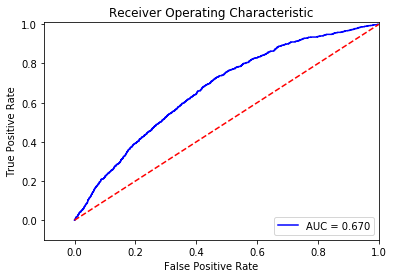 Receiver Operating Characteristic
True Positive Rate
1.0
0.8
0.6
0.4
0.2
0.0
AUC = 0.670
0.0 0.2 0.4 0.6 0.8 1.0
False Positive Rate